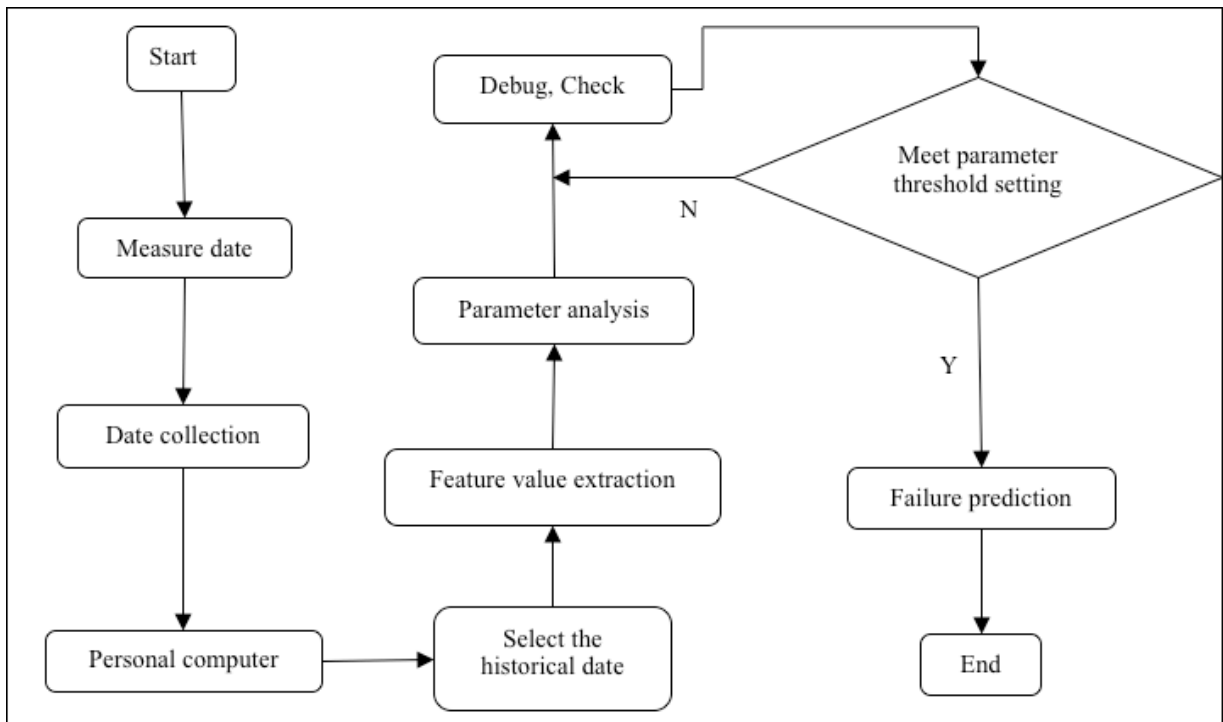 Start
Measure date
Date collection
Personal computer
Select the
historical date
Feature value extraction
Parameter analysis
Debug, Check
Meet parameter
threshold setting
N
Y
Failure prediction
End